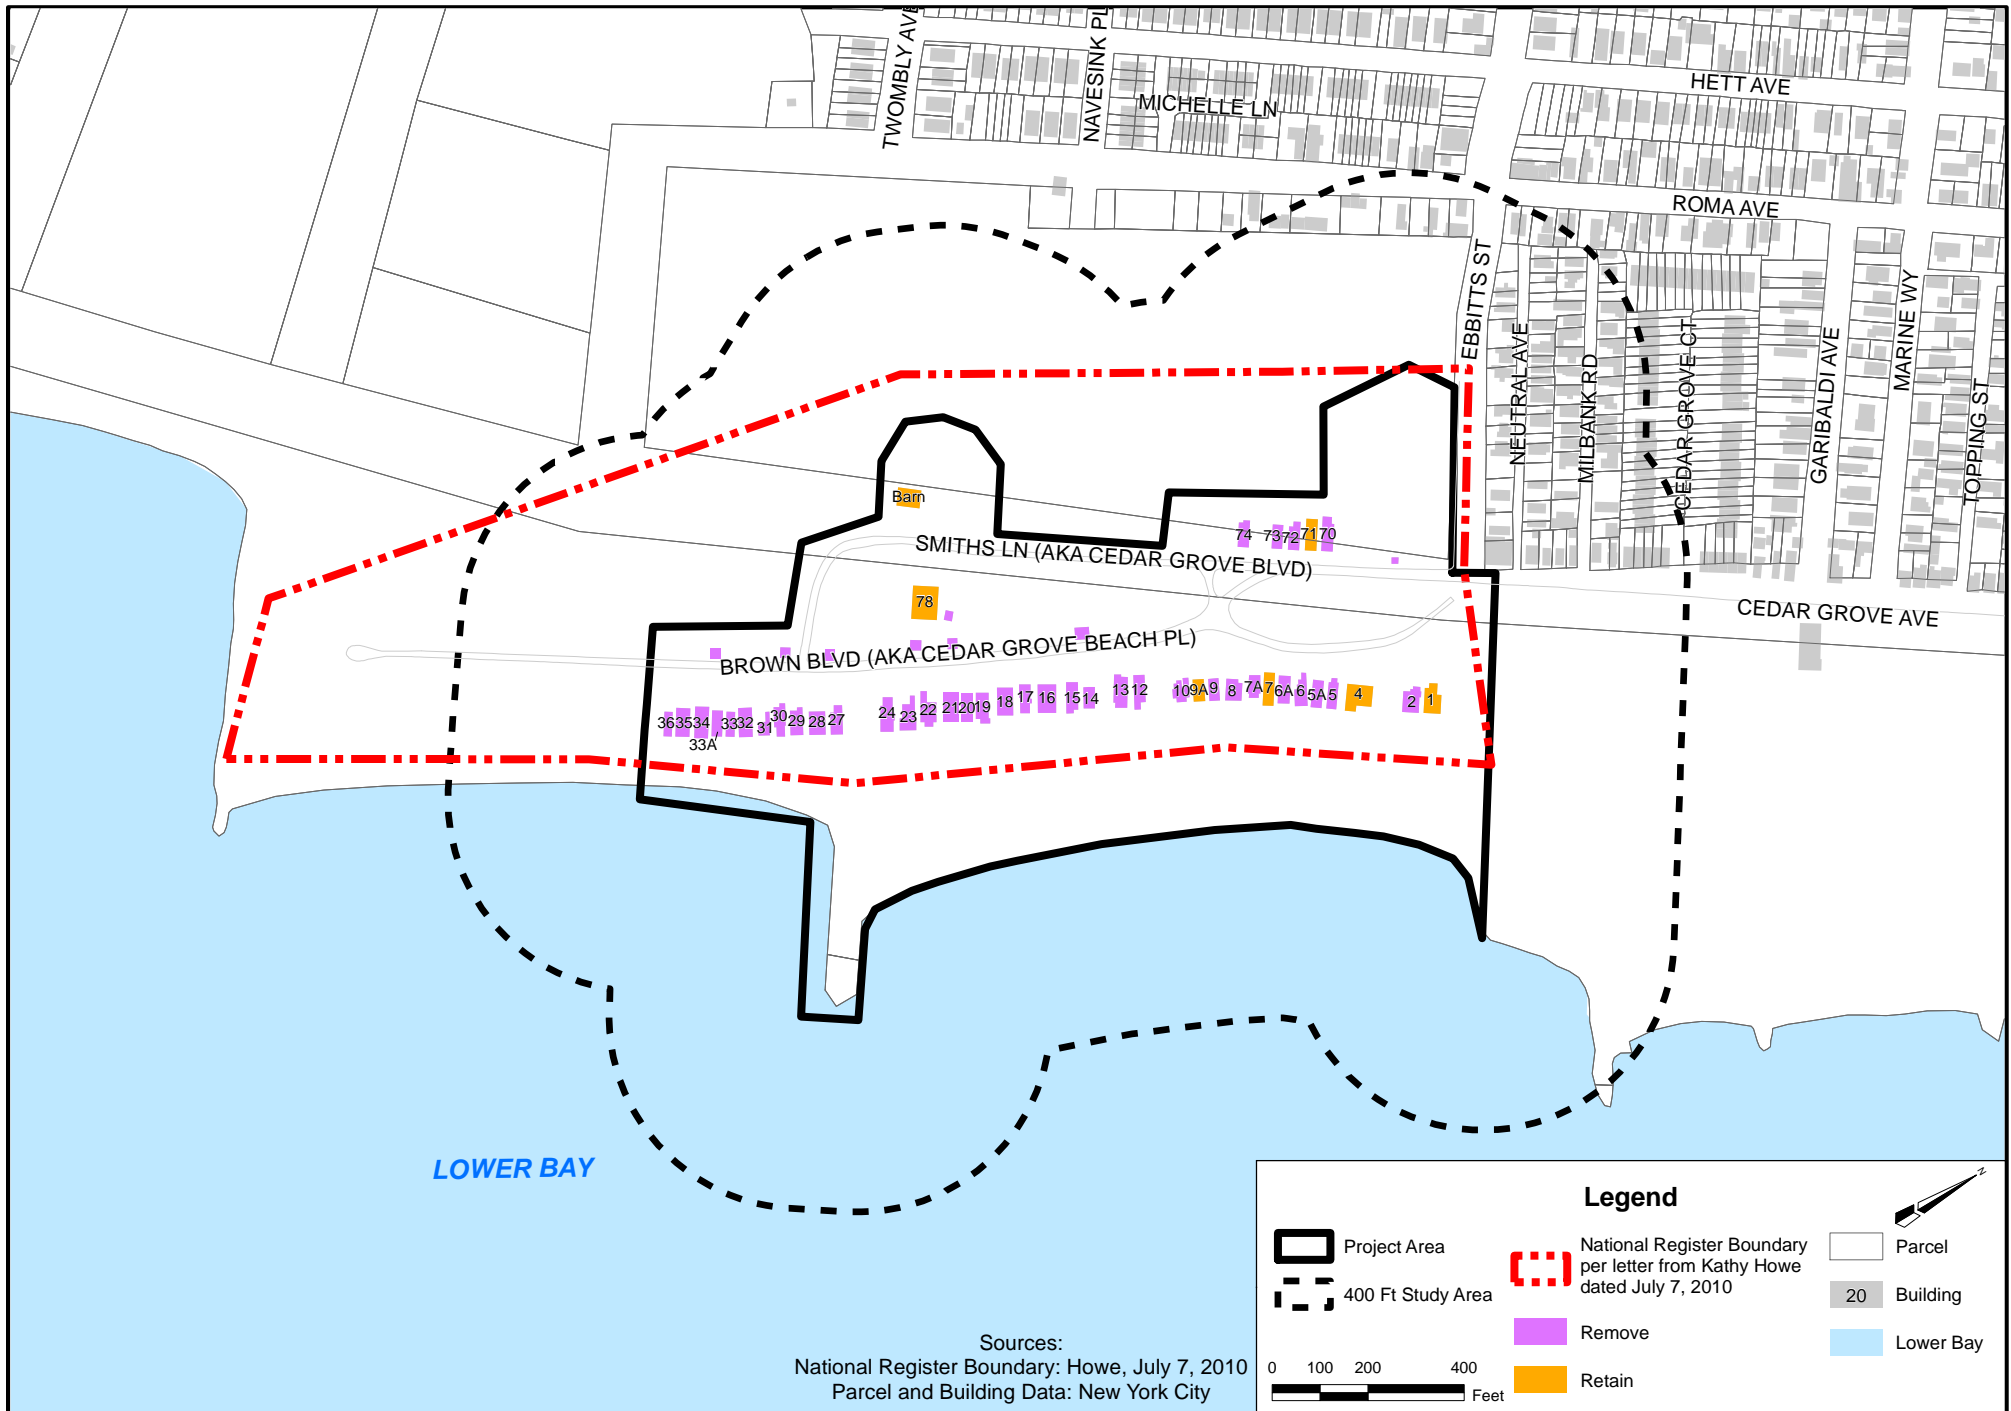 TWOMBLY AVE
NAVESINK PL
MICHELLE LN
HETT AVE
ROMA AVE
EBBITTS ST
NEUTRAL AVE
MILBANK RD
CEDAR GROVE CT
GARIBALDI AVE
MARINE WY
TOPPING ST
Barn
74 73 72 71 70
SMITHS LN (AKA CEDAR GROVE BLVD)
78
CEDAR GROVE AVE
BROWN BLVD (AKA CEDAR GROVE BEACH PL)
36 35 34 33A 33 32 31 30 29 28 27 24 23 22 21 20 19 18 17 16 15 14 13 12 10 9A 9 8 7A 7 6A 6 5A 5 4 2 1
LOWER BAY
Sources:
National Register Boundary: Howe, July 7, 2010
Parcel and Building Data: New York City
Legend
N
Project Area
400 Ft Study Area
0 100 200 400
Feet
National Register Boundary
per letter from Kathy Howe
dated July 7, 2010
Remove
Retain
Parcel
20 Building
Lower Bay